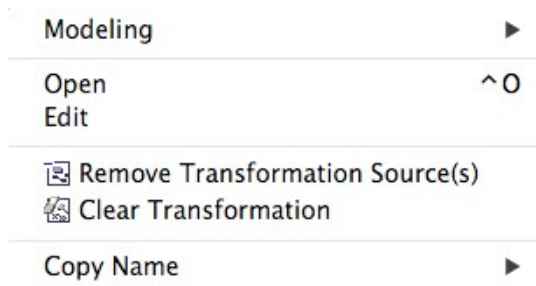 Modeling ▶
Open ^O
Edit
Remove Transformation Source(s)
Clear Transformation
Copy Name ▶